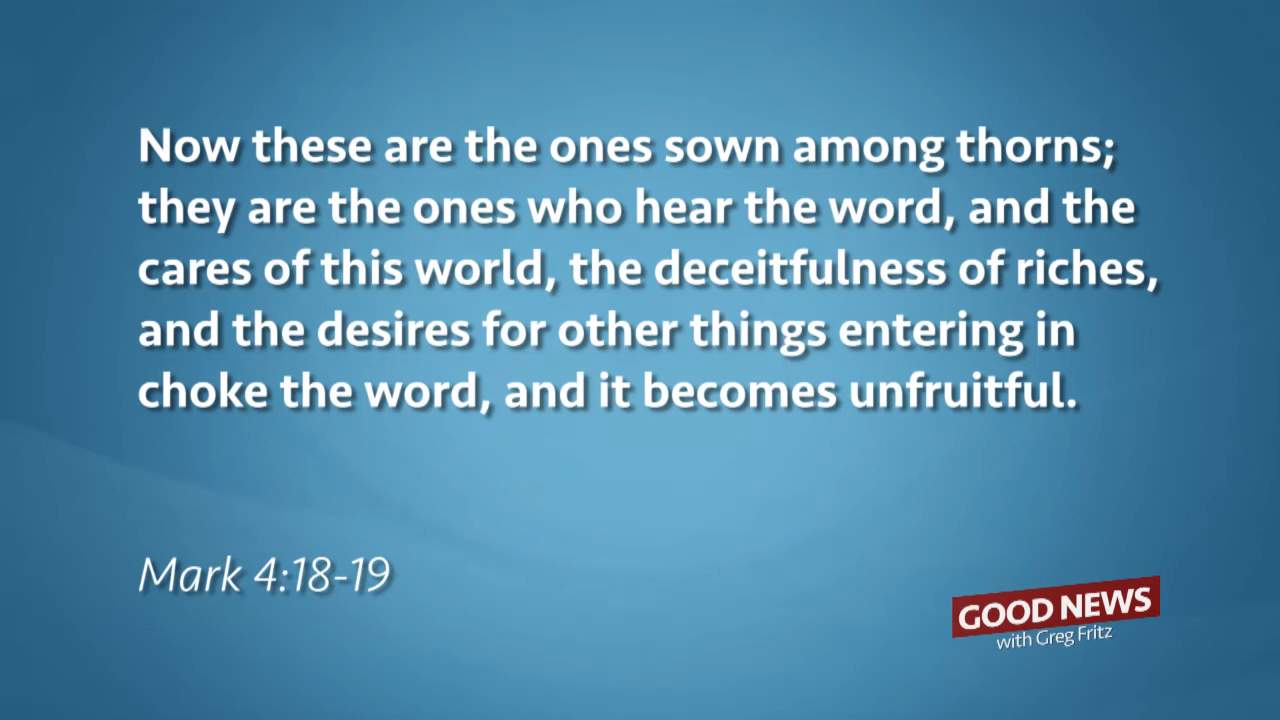 Now these are the ones sown among thorns;
they are the ones who hear the word, and the
cares of this world, the deceitfulness of riches,
and the desires for other things entering in
choke the word, and it becomes unfruitful.
Mark 4:18-19
GOOD NEWS
with Greg Fritz